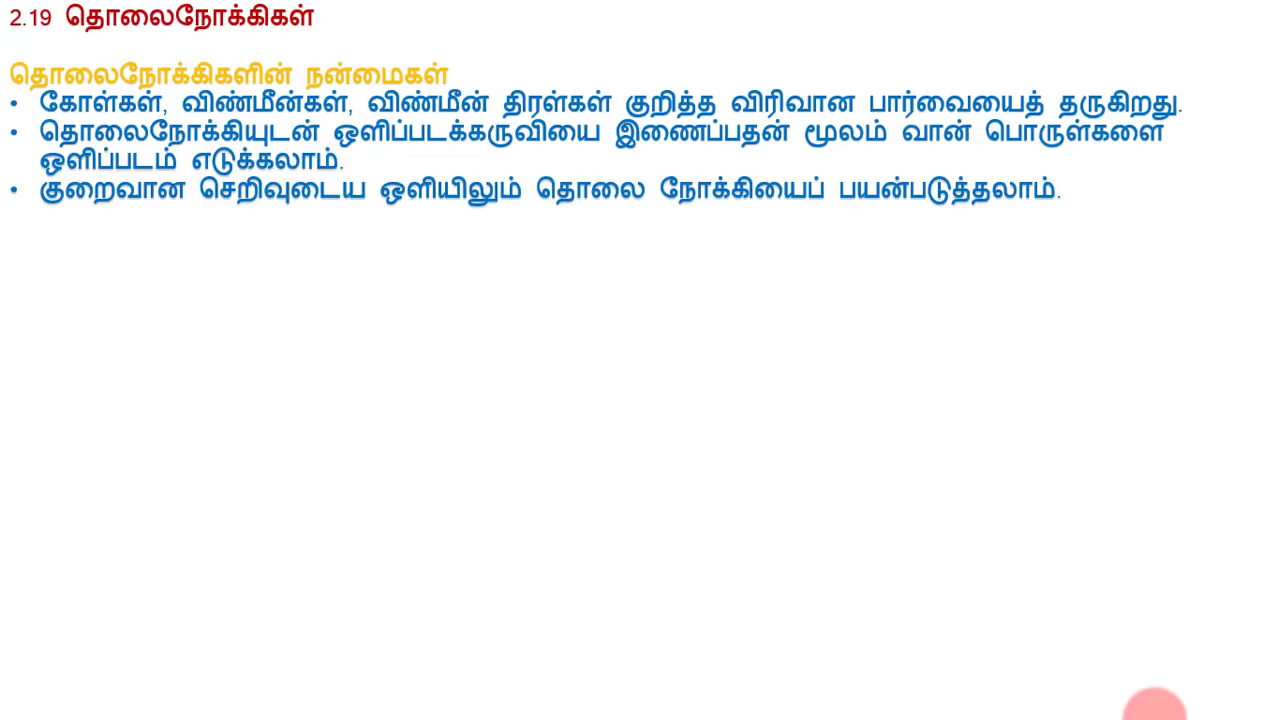 2.19 தொலைநோக்கிகள்
தொலைநோக்கிகளின் நன்மைகள்
• கோள்கள், விண்மீன்கள், விண்மீன் திரள்கள் குறித்த விரிவான பார்வையைத் தருகிறது.
• தொலைநோக்கியுடன் ஒளிப்படக்கருவியை இணைப்பதன் மூலம் வான் பொருள்களை
ஒளிப்படம் எடுக்கலாம்.
• குறைவான செறிவுடைய ஒளியிலும் தொலை நோக்கியைப் பயன்படுத்தலாம்.